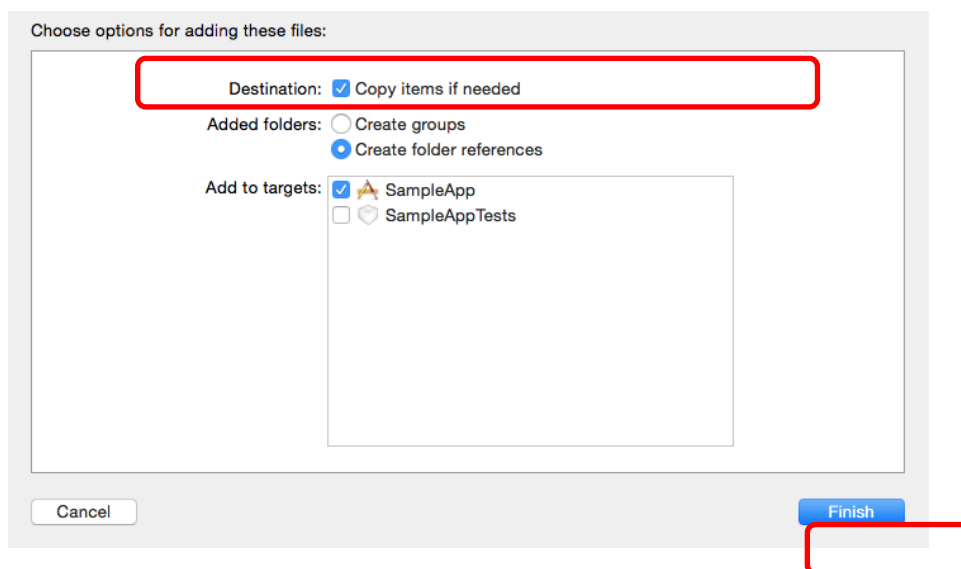 Choose options for adding these files:
Destination: Copy items if needed
Added folders: Create groups
Create folder references
Add to targets: SampleApp
SampleAppTests
Cancel Finish